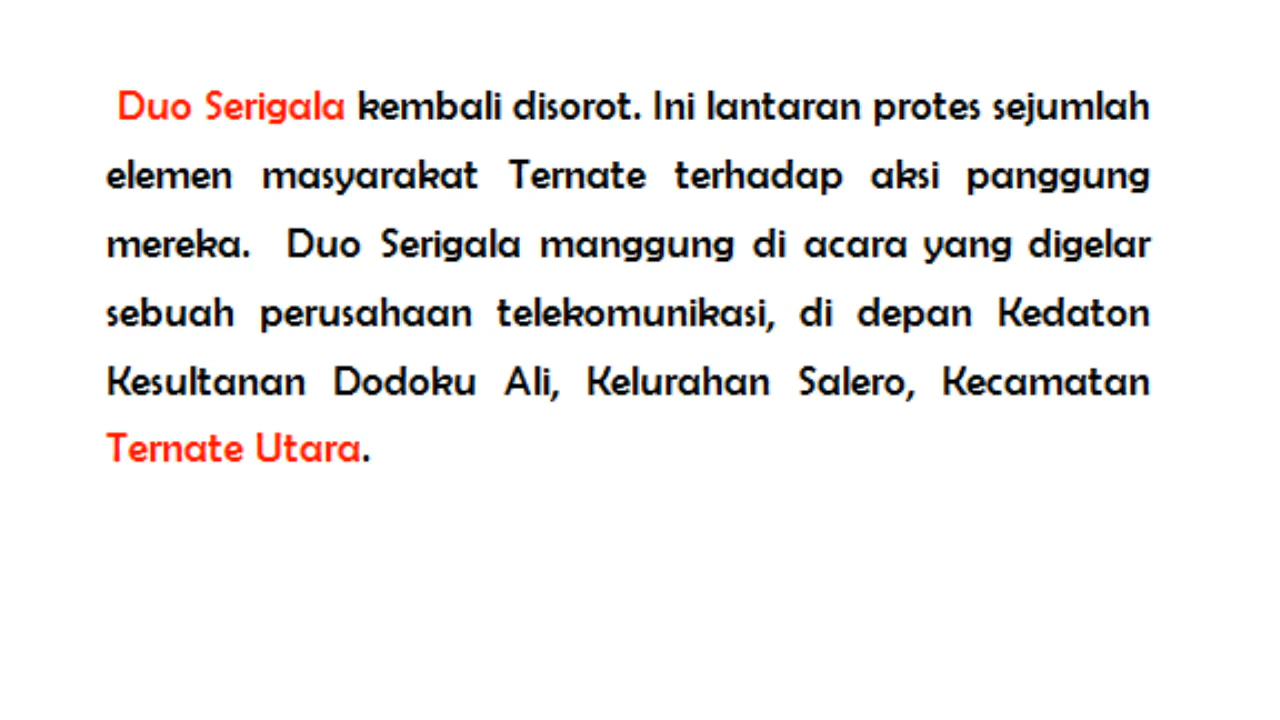 Duo Serigala kembali disorot. Ini lantaran protes sejumlah
elemen masyarakat Ternate terhadap aksi panggung
mereka. Duo Serigala manggung di acara yang digelar
sebuah perusahaan telekomunikasi, di depan Kedaton
Kesultanan Dodoku Ali, Kelurahan Salero, Kecamatan
Ternate Utara.